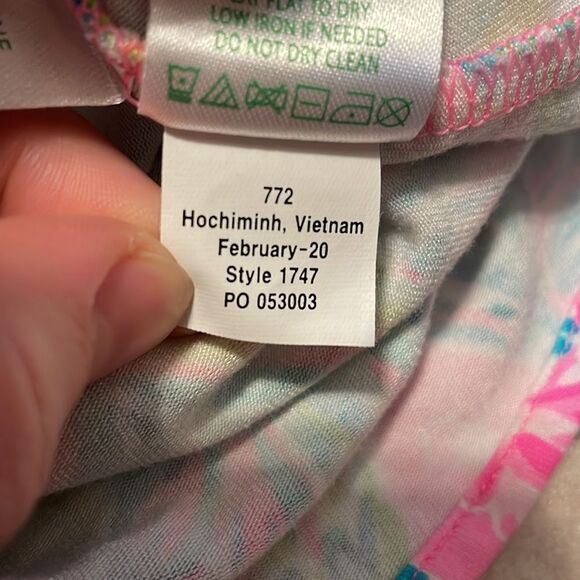 FLAT TO DRY
LOW IRON IF NEEDED
DO NOT DRY CLEAN
772
Hochiminh, Vietnam
February-20
Style 1747
PO 053003